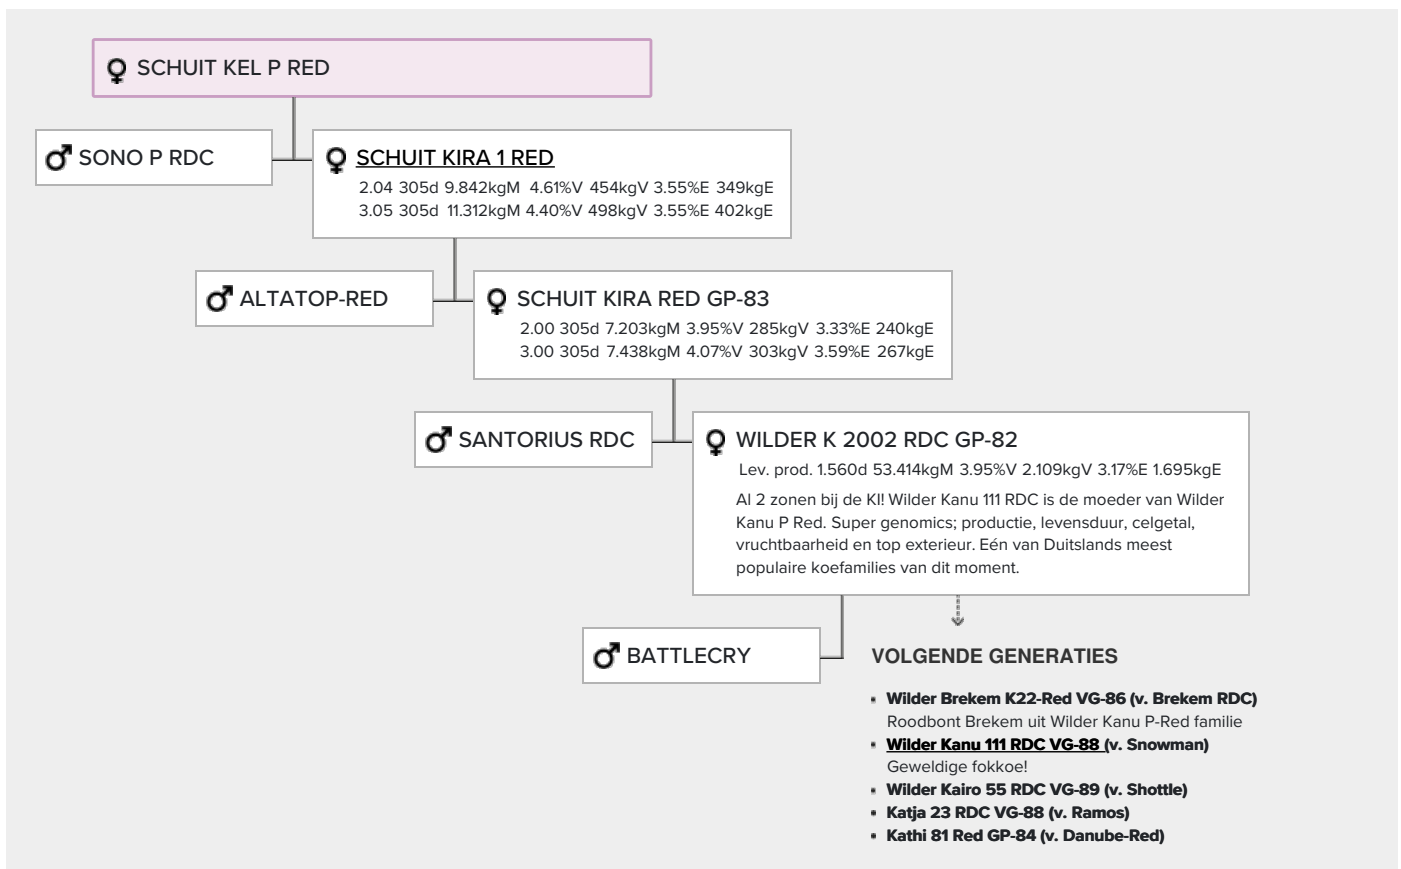 SCHUIT KEL P RED
SONO P RDC
SCHUIT KIRA 1 RED
2.04 305d 9.842kgM 4.61%V 454kgV 3.55%E 349kgE
3.05 305d 11.312kgM 4.40%V 498kgV 3.55%E 402kgE
ALTATOP-RED
SCHUIT KIRA RED GP-83
2.00 305d 7.203kgM 3.95%V 285kgV 3.33%E 240kgE
3.00 305d 7.438kgM 4.07%V 303kgV 3.59%E 267kgE
SANTORIUS RDC
WILDER K 2002 RDC GP-82
Lev. prod. 1.560d 53.414kgM 3.95%V 2.109kgV 3.17%E 1.695kgE
Al 2 zonen bij de KI! Wilder Kanu 111 RDC is de moeder van Wilder
Kanu P Red. Super genomics; productie, levensduur, celgetal,
vruchtbaarheid en top exterieur. Eén van Duitslands meest
populaire koefamilies van dit moment.
BATTLECRY
VOLGENDE GENERATIES
Wilder Brekem K22-Red VG-86 (v. Brekem RDC)
Roodbont Brekem uit Wilder Kanu P-Red familie
Wilder Kanu 111 RDC VG-88 (v. Snowman)
Geweldige fokkoe!
Wilder Kairo 55 RDC VG-89 (v. Shottle)
Katja 23 RDC VG-88 (v. Ramos)
Kathi 81 Red GP-84 (v. Danube-Red)